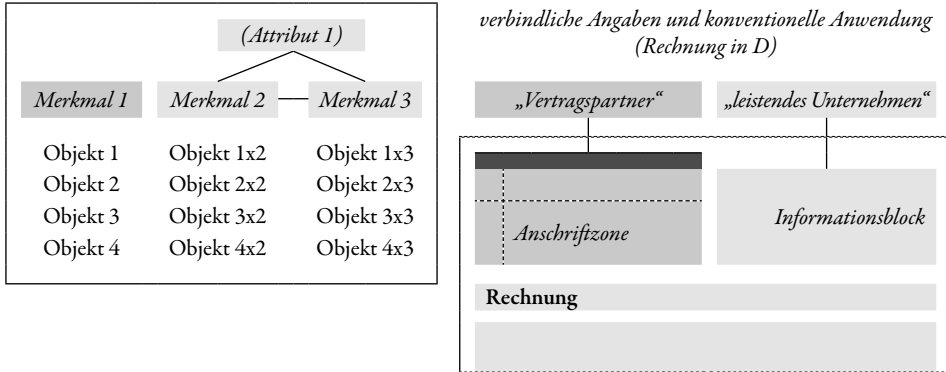 (Attribut 1)
Merkmal 1 Merkmal 2 Merkmal 3
Objekt 1 Objekt 1x2 Objekt 1x3
Objekt 2 Objekt 2x2 Objekt 2x3
Objekt 3 Objekt 3x2 Objekt 3x3
Objekt 4 Objekt 4x2 Objekt 4x3
verbindliche Angaben und konventionelle Anwendung
(Rechnung in D)
„Vertragspartner“ „leistendes Unternehmen“
Anschriftzone
Informationsblock
Rechnung